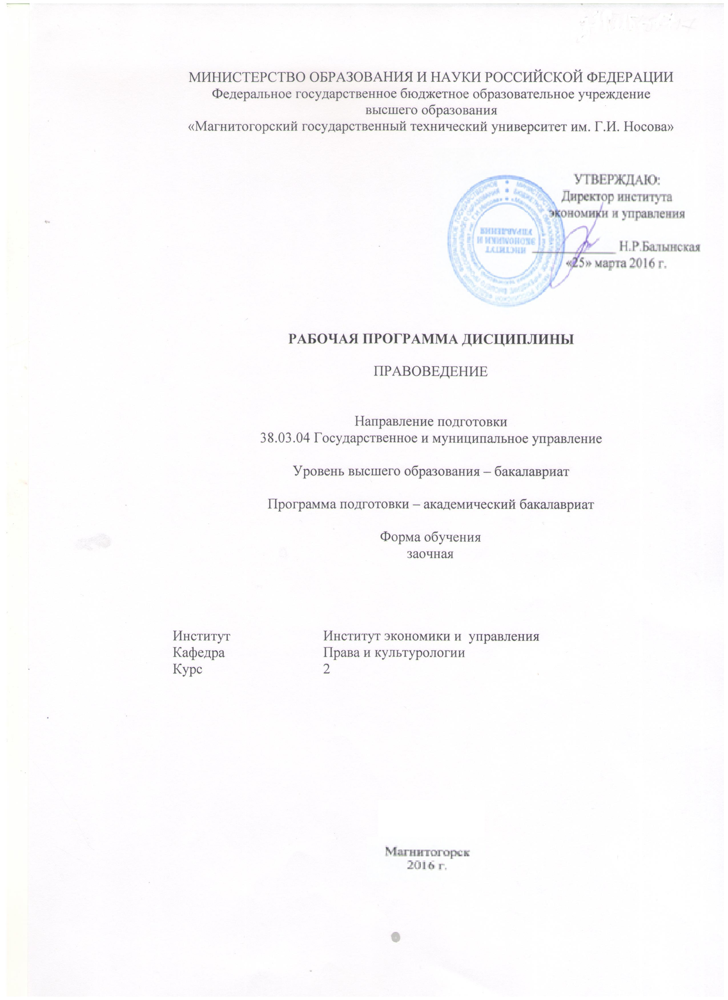 МИНИСТЕРСТВО ОБРАЗОВАНИЯ И НАУКИ РОССИЙСКОЙ ФЕДЕРАЦИИ
Федеральное государственное бюджетное образовательное учреждение
высшего образования
«Магнитогорский государственный технический университет им. Г.И. Носова»
УТВЕРЖДАЮ:
Директор института
экономики и управления
Н.Р.Балынская
«25» марта 2016 г.
ИНСТИТУТ
ЭКОНОМИКИ И
УПРАВЛЕНИЯ
РАБОЧАЯ ПРОГРАММА ДИСЦИПЛИНЫ
ПРАВОВЕДЕНИЕ
Направление подготовки
38.03.04 Государственное и муниципальное управление
Уровень высшего образования – бакалавриат
Программа подготовки – академический бакалавриат
Форма обучения
заочная
Институт Институт экономики и управления
Кафедра Права и культурологии
Курс 2
Магнитогорск
2016 г.